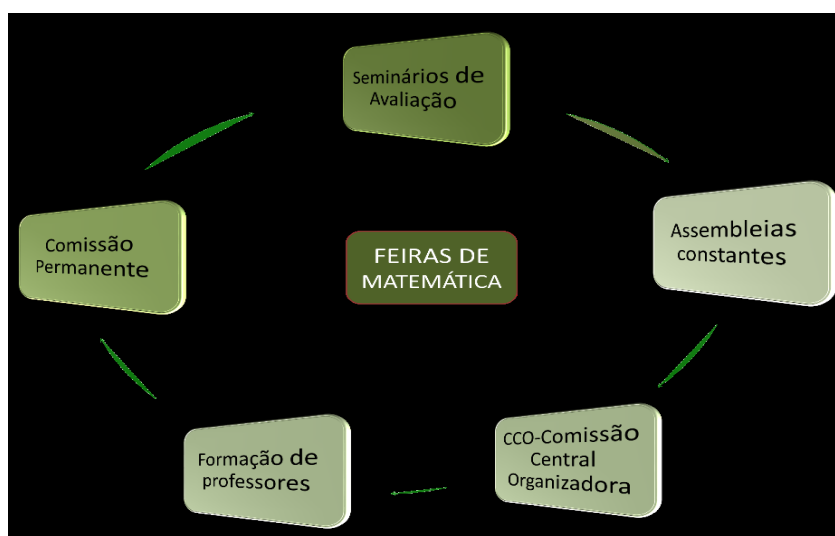 Seminários de
Avaliação
Assembleias
constantes
CCO-Comissão
Central
Organizadora
Formação de
professores
Comissão
Permanente
FEIRAS DE
MATEMÁTICA